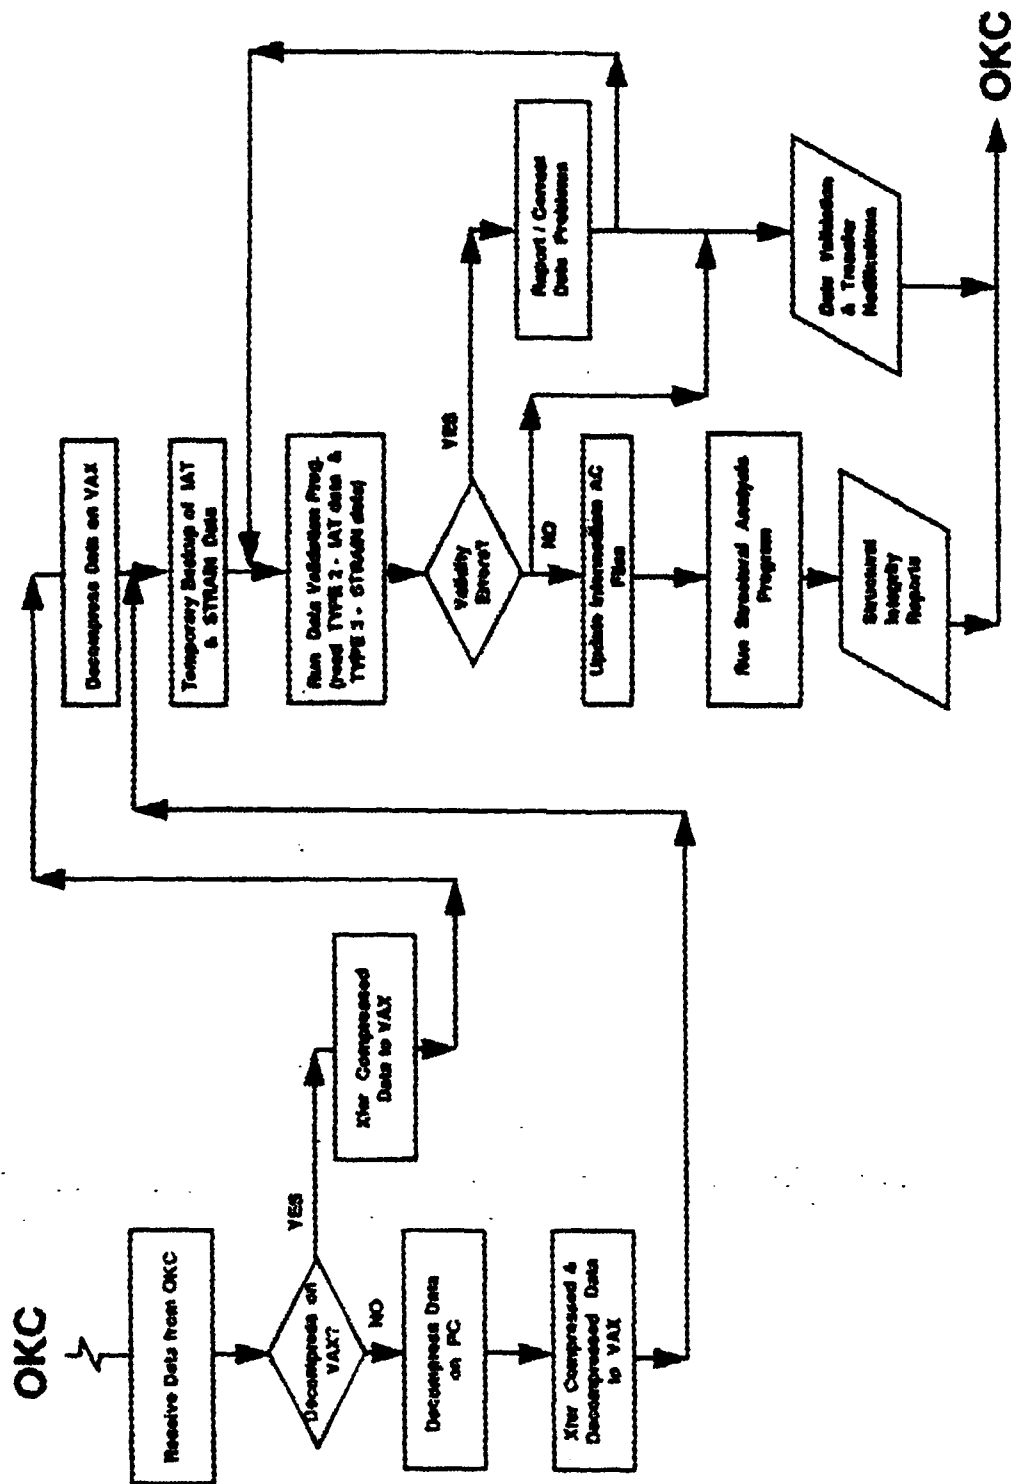 OKC
Receive Data from OKC
Decompress on
VAX?
YES
NO
Xfer Compressed
Data to VAX
Decompress Data
on PC
Xfer Compressed &
Decompressed Data
to VAX
Decompress Data on VAX
Temporary Backup of IAT
& STRAIN Data
Run Data Validation Prog.
(read TYPE 2 - IAT data &
TYPE 3 - STRAIN data)
Validity
Errors?
YES
NO
Report / Correct
Data Problems
Update Intermediate AC
Files
Run Structural Analysis
Program
Data Validation
& Transfer
Notifications
Structural
Integrity
Reports
OKC